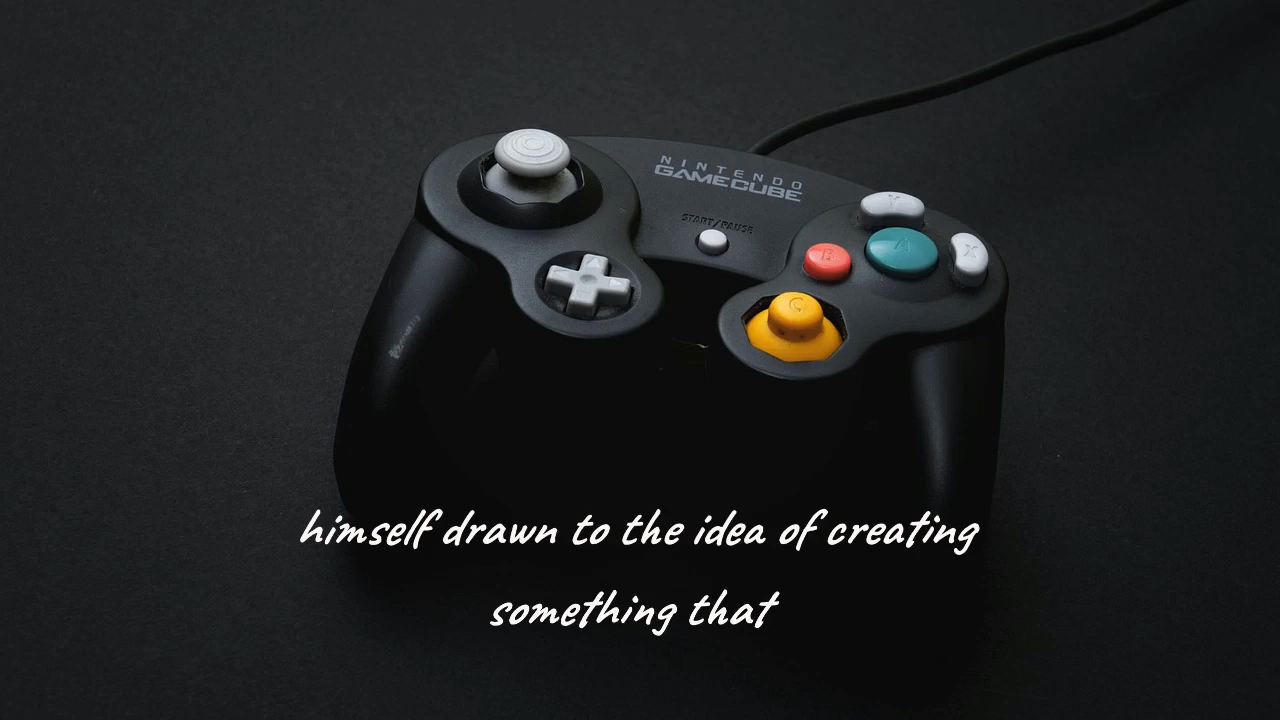 NINTENDO
GAMECUBE
START/PAUSE
Y
B
A
X
C
himself drawn to the idea of creating
something that